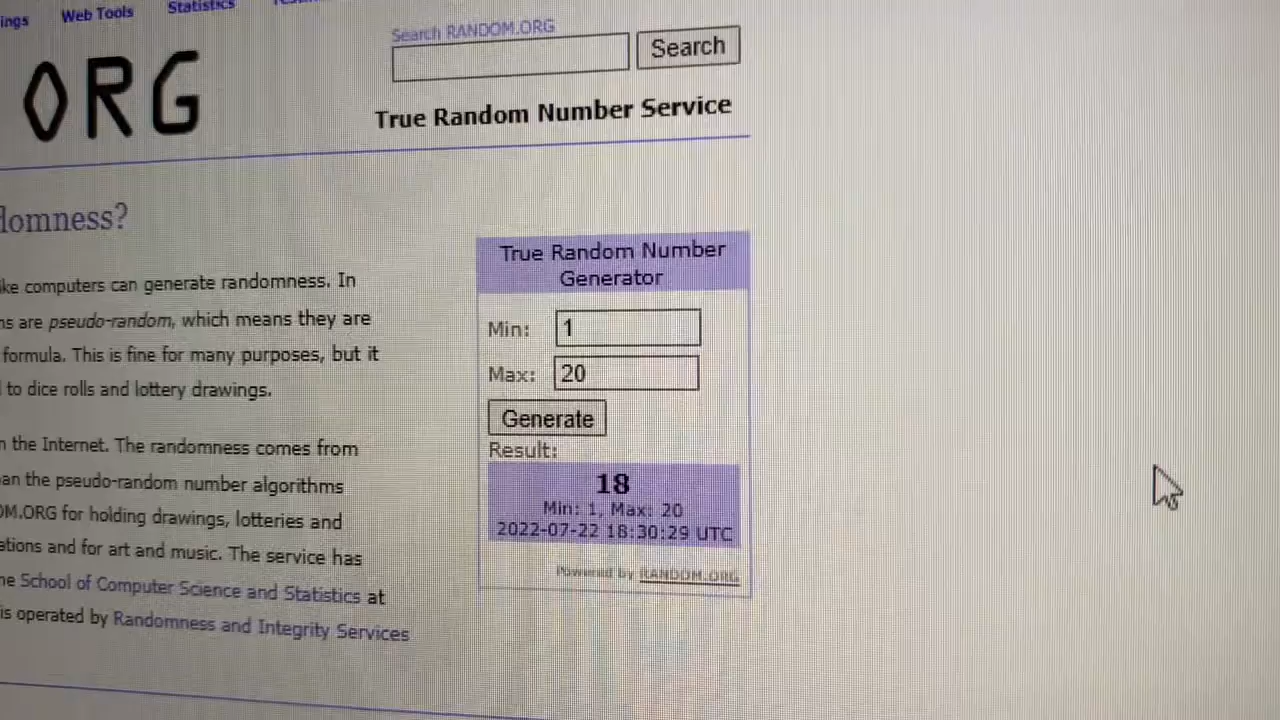 Web Tools
Statistics
Search RANDOM.ORG
Search
ORG
True Random Number Service
domness?
True Random Number
Generator
ke computers can generate randomness. In
ns are pseudo-random, which means they are
formula. This is fine for many purposes, but it
to dice rolls and lottery drawings.
Min: 1
Max: 20
Generate
Result:
18
Min: 1, Max: 20
2022-07-22 18:30:29 UTC
Powered by RANDOM.ORG
n the Internet. The randomness comes from
an the pseudo-random number algorithms
OM.ORG for holding drawings, lotteries and
ations and for art and music. The service has
he School of Computer Science and Statistics at
is operated by Randomness and Integrity Services